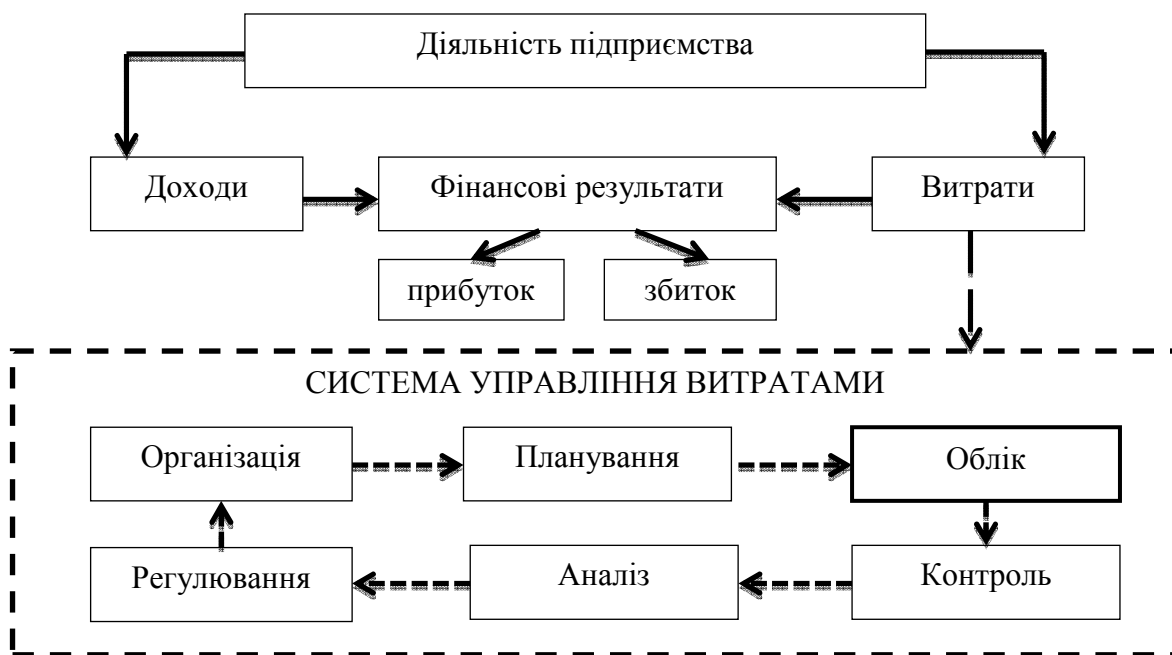 Діяльність підприємства
Доходи
Фінансові результати
Витрати
прибуток
збиток
СИСТЕМА УПРАВЛІННЯ ВИТРАТАМИ
Організація
Планування
Облік
Регулювання
Аналіз
Контроль